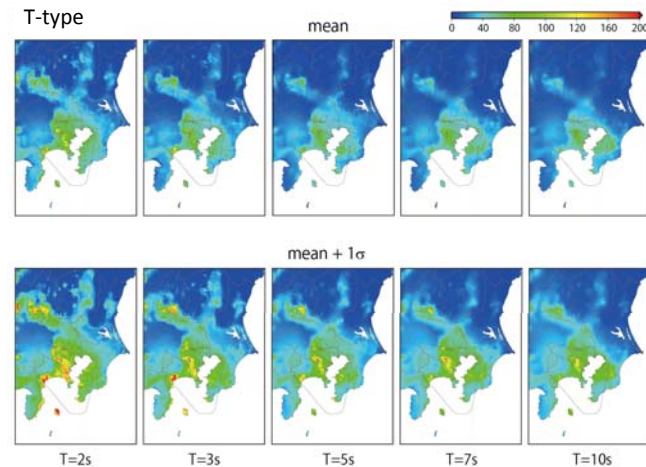 T-type
mean
0 40 80 120 160 200
mean + 1σ
T=2s T=3s T=5s T=7s T=10s